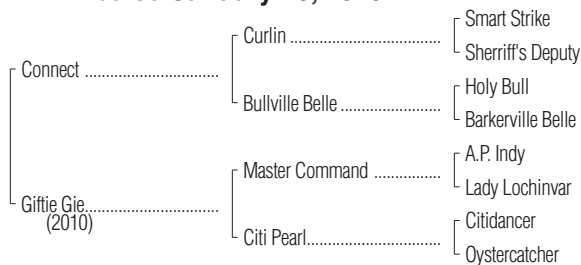 Smart Strike
Curlin
Sherriff's Deputy
Connect
Holy Bull
Bullville Belle
Barkerville Belle
A.P. Indy
Master Command
Lady Lochinvar
Giftie Gie
(2010)
Citidancer
Citi Pearl
Oystercatcher